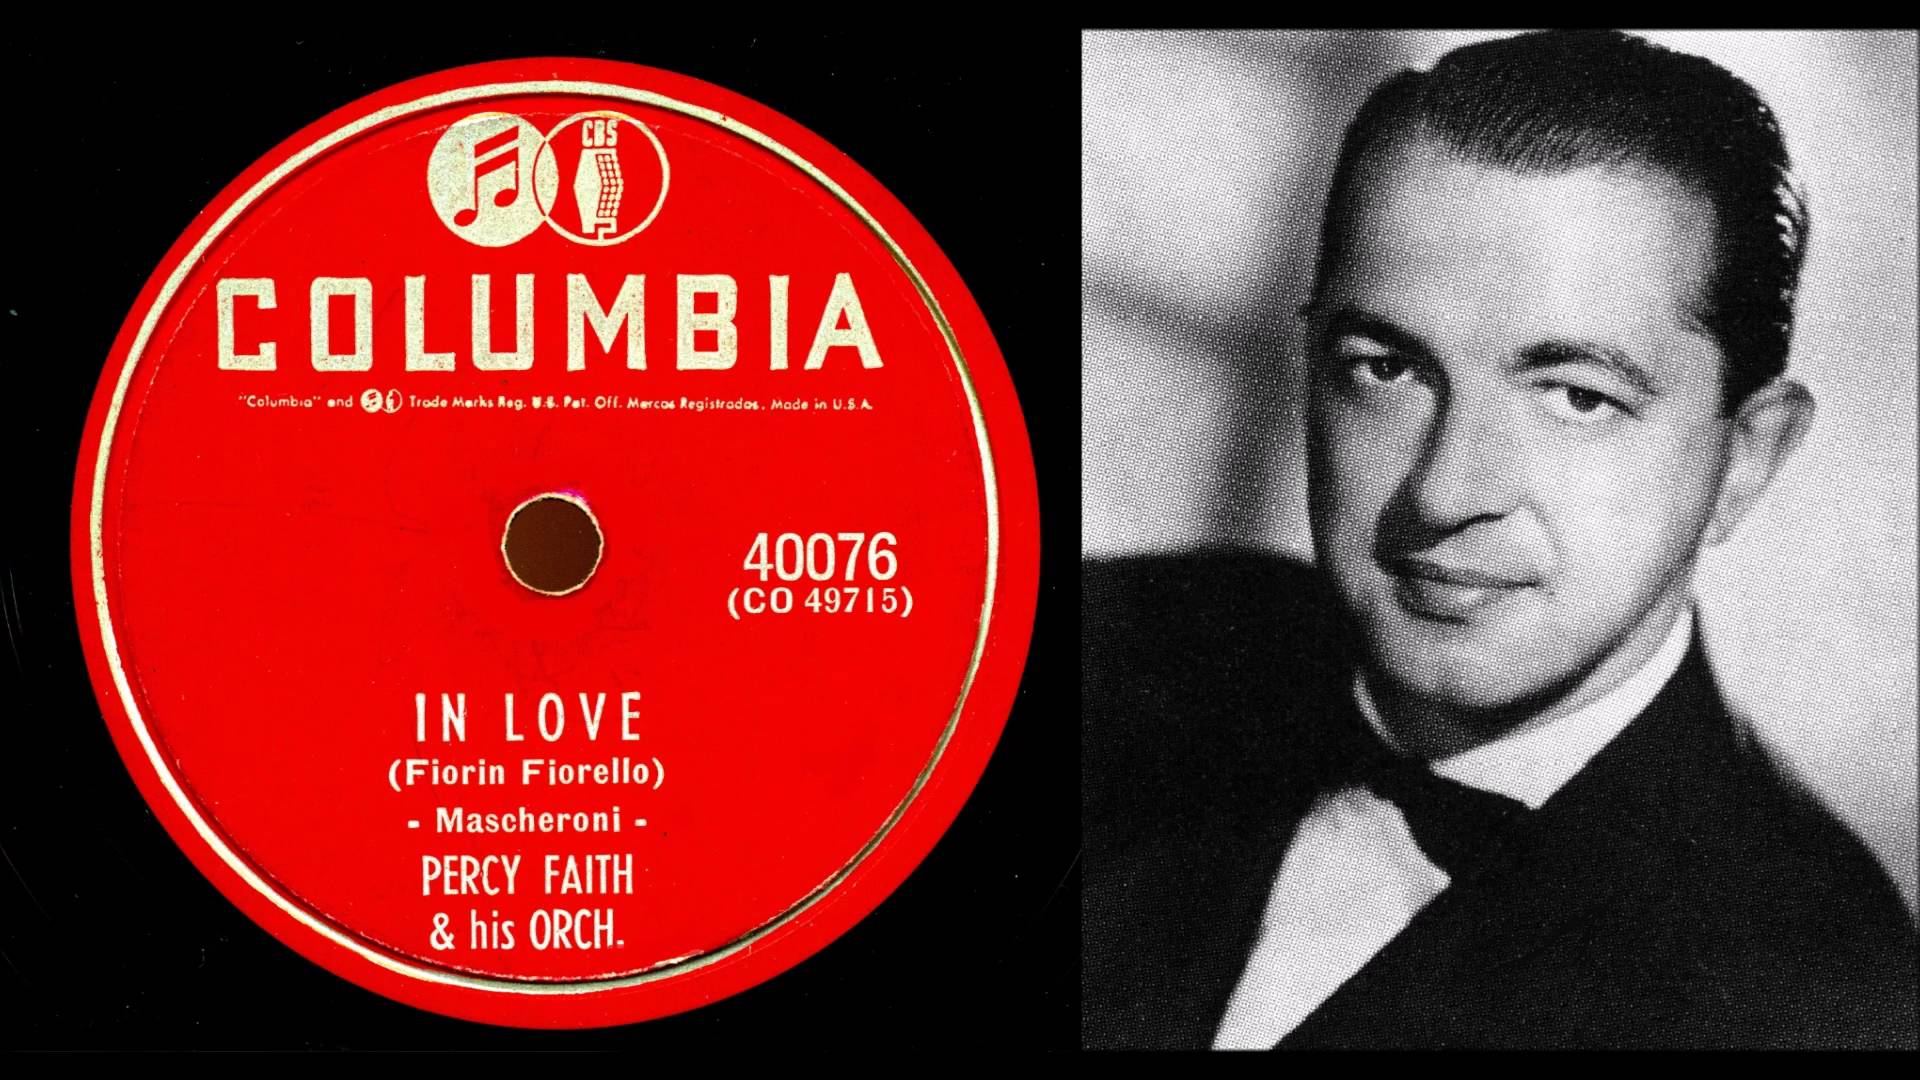 CBS
COLUMBIA
"Columbia" and Trade Marks Reg. U.S. Pat. Off. Marcas Registradas. Made in U.S.A.
40076
(CO 49715)
IN LOVE
(Fiorin Fiorello)
- Mascheroni -
PERCY FAITH
& his ORCH.